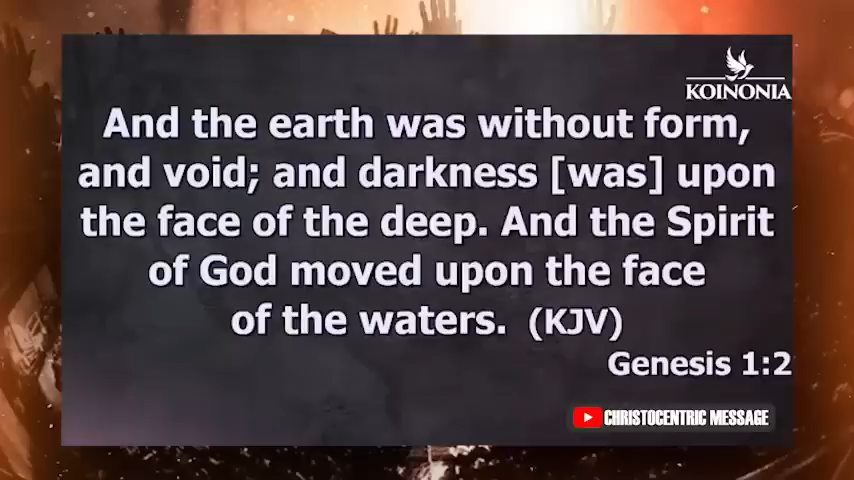 KOINONIA
And the earth was without form,
and void; and darkness [was] upon
the face of the deep. And the Spirit
of God moved upon the face
of the waters. (KJV)
Genesis 1:2
CHRISTOCENTRIC MESSAGE